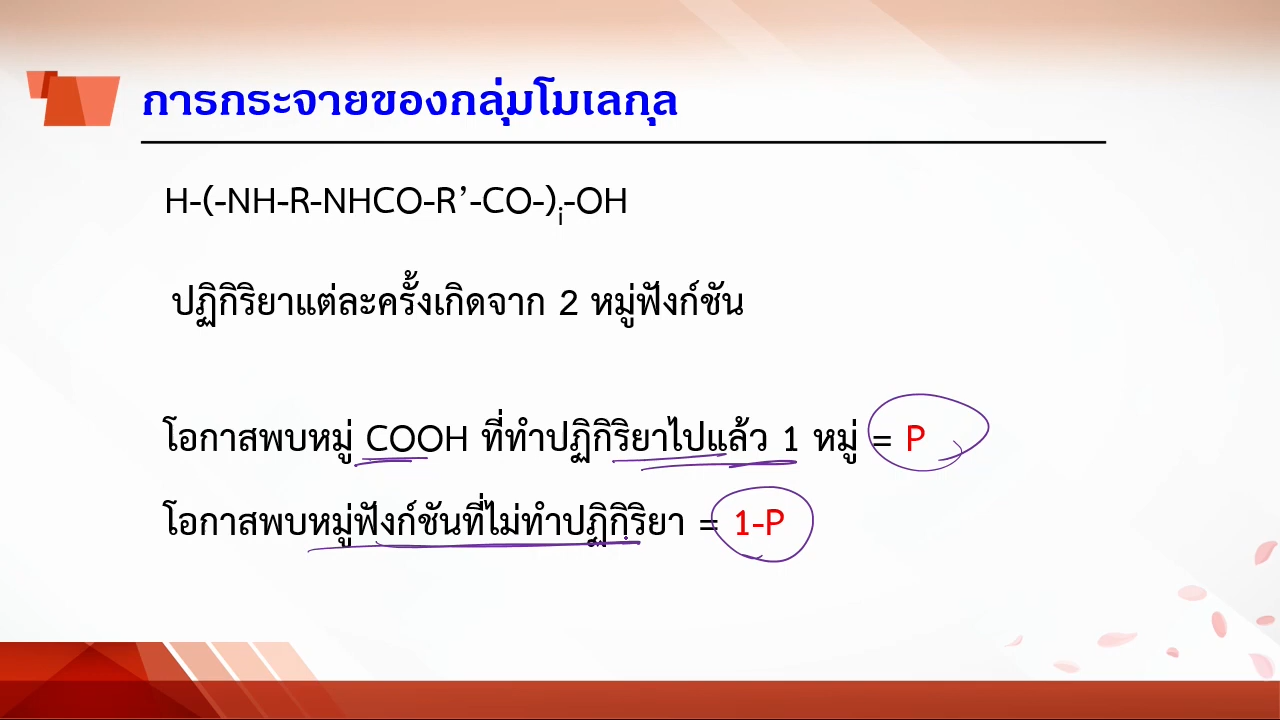 การกระจายของกลุ่มโมเลกุล
H-(-NH-R-NHCO-R’-CO-)i-OH
ปฏิกิริยาแต่ละครั้งเกิดจาก 2 หมู่ฟังก์ชัน
โอกาสพบหมู่ COOH ที่ทำปฏิกิริยาไปแล้ว 1 หมู่ = P
โอกาสพบหมู่ฟังก์ชันที่ไม่ทำปฏิกิริยา = 1-P